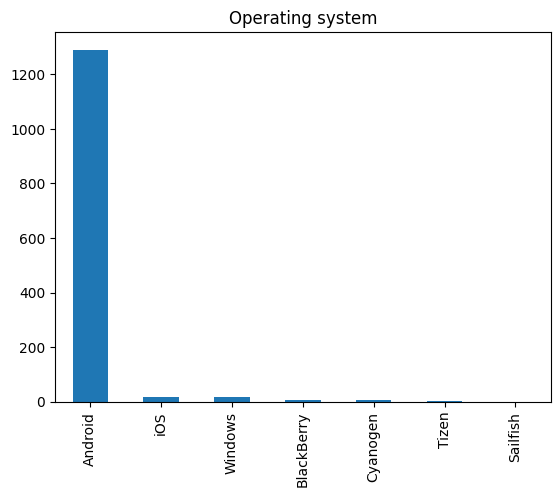 Operating system
1200
1000
800
600
400
200
0
Android
iOS
Windows
BlackBerry
Cyanogen
Tizen
Sailfish